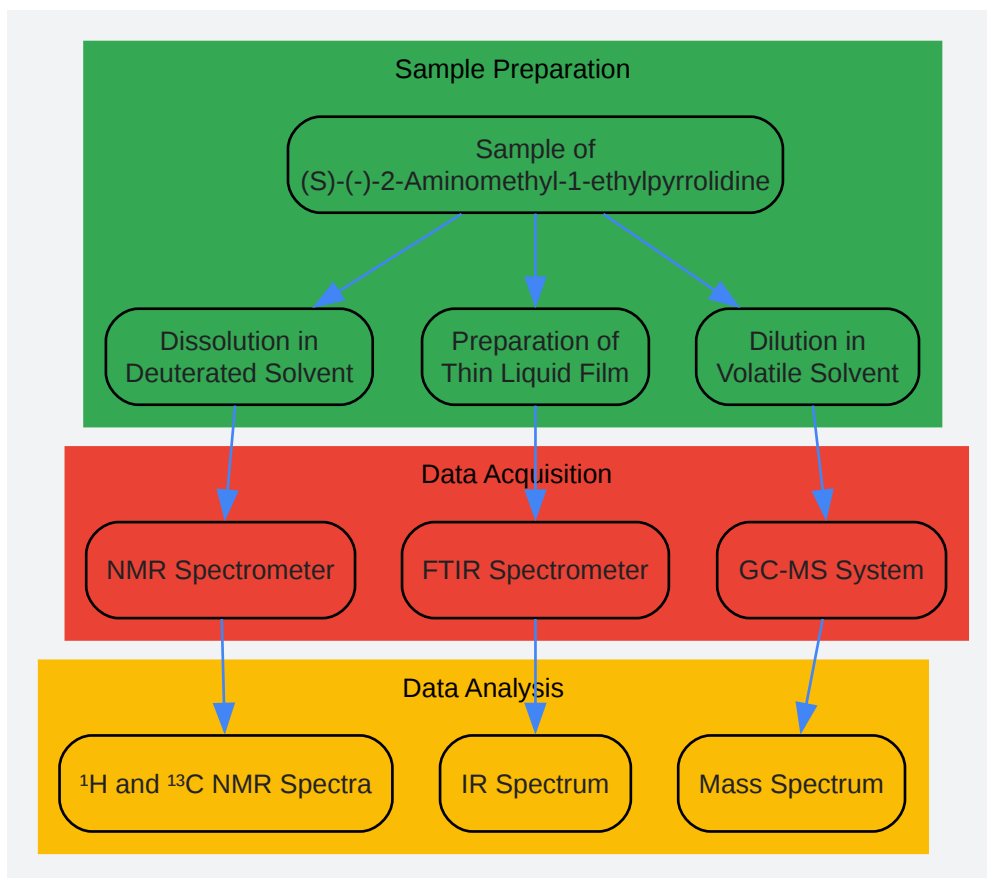 Sample Preparation
Sample of
(S)-(-)-2-Aminomethyl-1-ethylpyrrolidine
Dissolution in
Deuterated Solvent
Preparation of
Thin Liquid Film
Dilution in
Volatile Solvent
Data Acquisition
NMR Spectrometer
FTIR Spectrometer
GC-MS System
Data Analysis
¹H and ¹³C NMR Spectra
IR Spectrum
Mass Spectrum